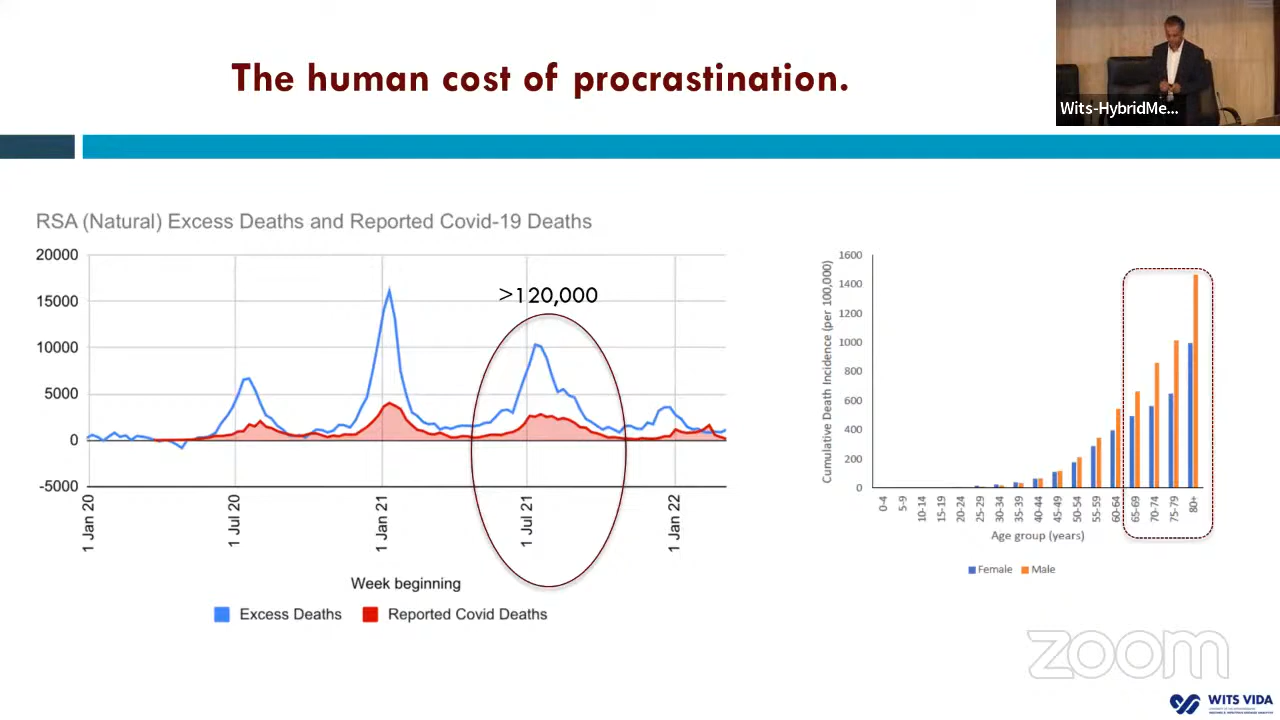 The human cost of procrastination.
Wits-HybridMe...
RSA (Natural) Excess Deaths and Reported Covid-19 Deaths
20000
15000
10000
5000
0
-5000
>120,000
1 Jan 20
1 Jul 20
1 Jan 21
1 Jul 21
1 Jan 22
Week beginning
Excess Deaths
Reported Covid Deaths
Cumulative Death Incidence (per 100,000)
1600
1400
1200
1000
800
600
400
200
0
0-4
5-9
10-14
15-19
20-24
25-29
30-34
35-39
40-44
45-49
50-54
55-59
60-64
65-69
70-74
75-79
80+
Age group (years)
Female
Male
zoom
WITS VIDA